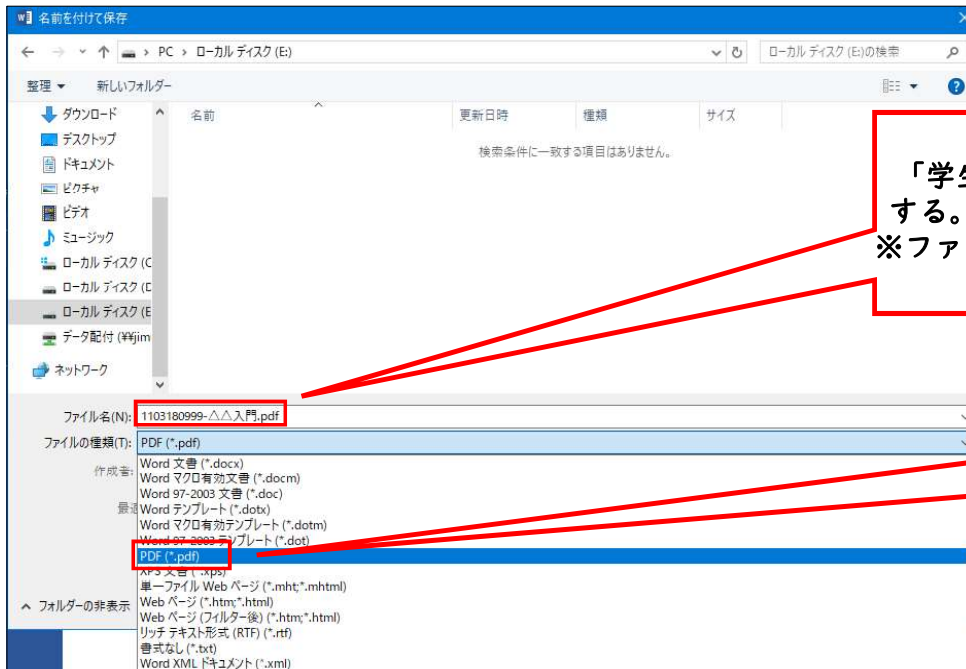 名前を付けて保存
PC › ローカル ディスク (E:)
ローカル ディスク (E:)の検索
整理
新しいフォルダー
ダウンロード
デスクトップ
ドキュメント
ピクチャ
ビデオ
ミュージック
ローカル ディスク (C
ローカル ディスク (D
ローカル ディスク (E
データ配付 (¥¥jim
ネットワーク
名前
更新日時
種類
サイズ
検索条件に一致する項目はありません。
「学生
する。
※ファイ
ファイル名(N):
1103180999-△△入門.pdf
ファイルの種類(T):
PDF (*.pdf)
作成者:
Word 文書 (*.docx)
Word マクロ有効文書 (*.docm)
Word 97-2003 文書 (*.doc)
Word テンプレート (*.dotx)
Word マクロ有効テンプレート (*.dotm)
Word 97-2003 テンプレート (*.dot)
PDF (*.pdf)
XPS 文書 (*.xps)
単一ファイル Web ページ (*.mht;*.mhtml)
Web ページ (*.htm;*.html)
Web ページ (フィルター後) (*.htm;*.html)
リッチ テキスト形式 (RTF) (*.rtf)
書式なし (*.txt)
Word XML ドキュメント (*.xml)
フォルダーの非表示